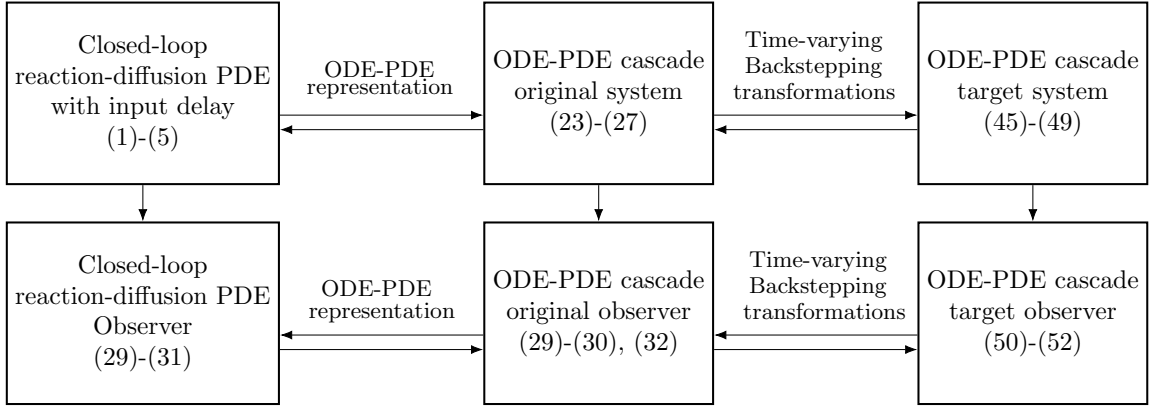 Closed-loop
reaction-diffusion PDE
with input delay
(1)-(5)
ODE-PDE
representation
ODE-PDE cascade
original system
(23)-(27)
Time-varying
Backstepping
transformations
ODE-PDE cascade
target system
(45)-(49)
Closed-loop
reaction-diffusion PDE
Observer
(29)-(31)
ODE-PDE
representation
ODE-PDE cascade
original observer
(29)-(30), (32)
Time-varying
Backstepping
transformations
ODE-PDE cascade
target observer
(50)-(52)